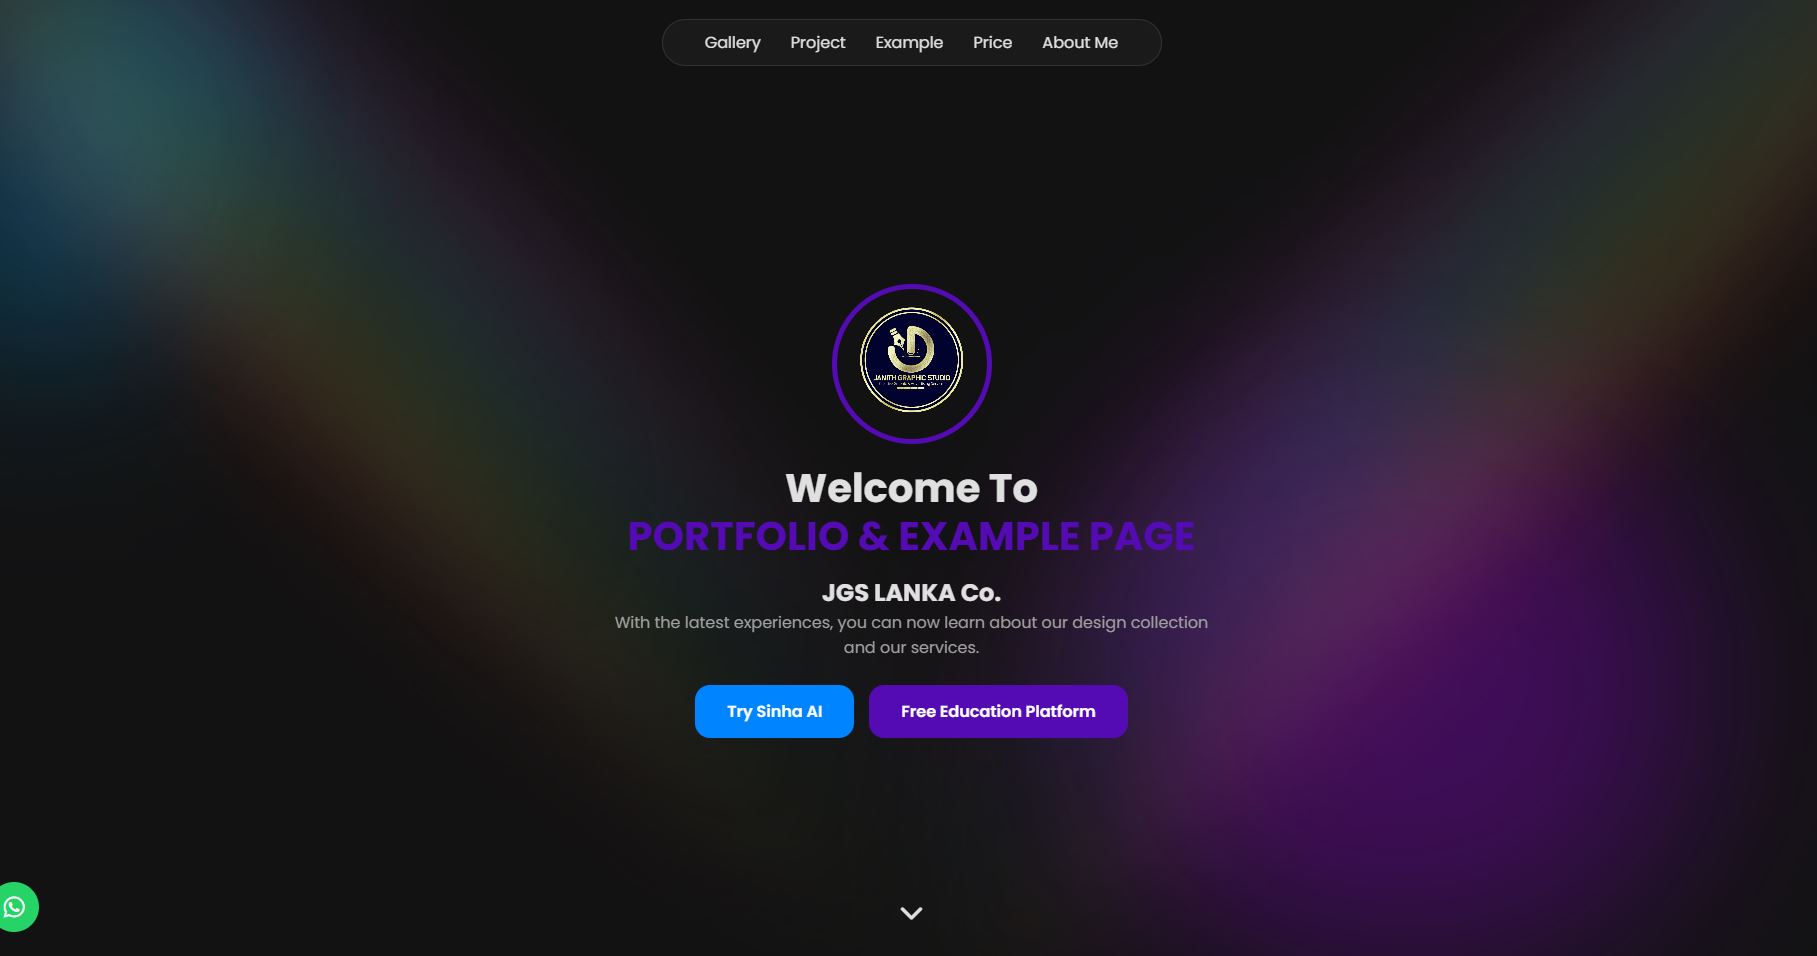 Gallery Project Example Price About Me
JANITH GRAPHIC STUDIO
Welcome To
PORTFOLIO & EXAMPLE PAGE
JGS LANKA Co.
With the latest experiences, you can now learn about our design collection
and our services.
Try Sinha AI Free Education Platform